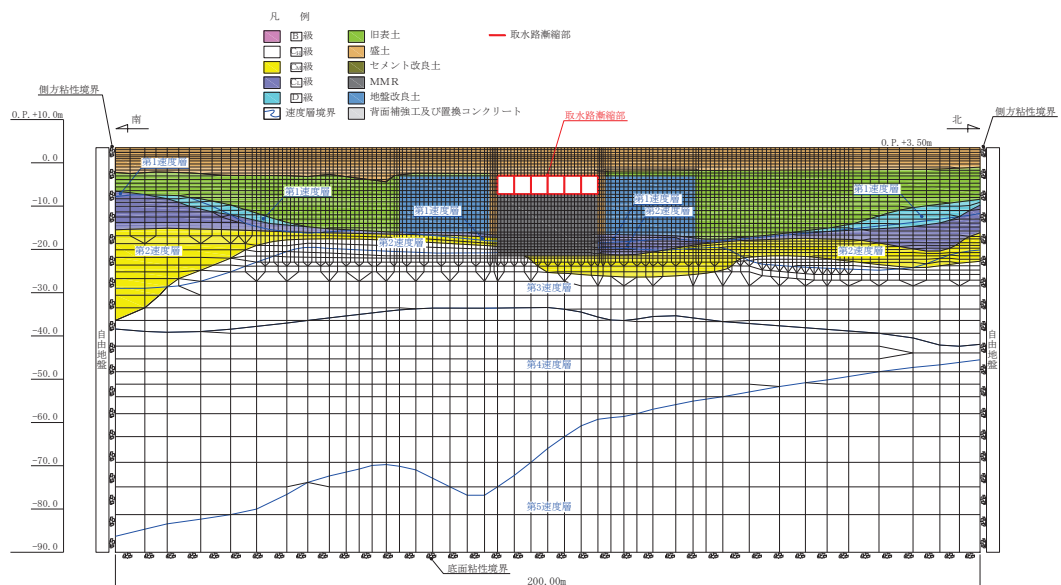 凡 例
B級
旧表土
取水路漸縮部
CH級
盛土
CM級
セメント改良土
CL級
MMR
D級
地盤改良土
速度層境界
背面補強工及び置換コンクリート
側方粘性境界
側方粘性境界
取水路漸縮部
O.P.+10.0m
南
北
O.P.+3.50m
0.0
第1速度層
第1速度層
第1速度層
第1速度層
-10.0
第1速度層
第2速度層
第2速度層
第2速度層
第2速度層
-20.0
第3速度層
-30.0
自由地盤
自由地盤
-40.0
第4速度層
-50.0
-60.0
-70.0
第5速度層
-80.0
-90.0
底面粘性境界
200.00m